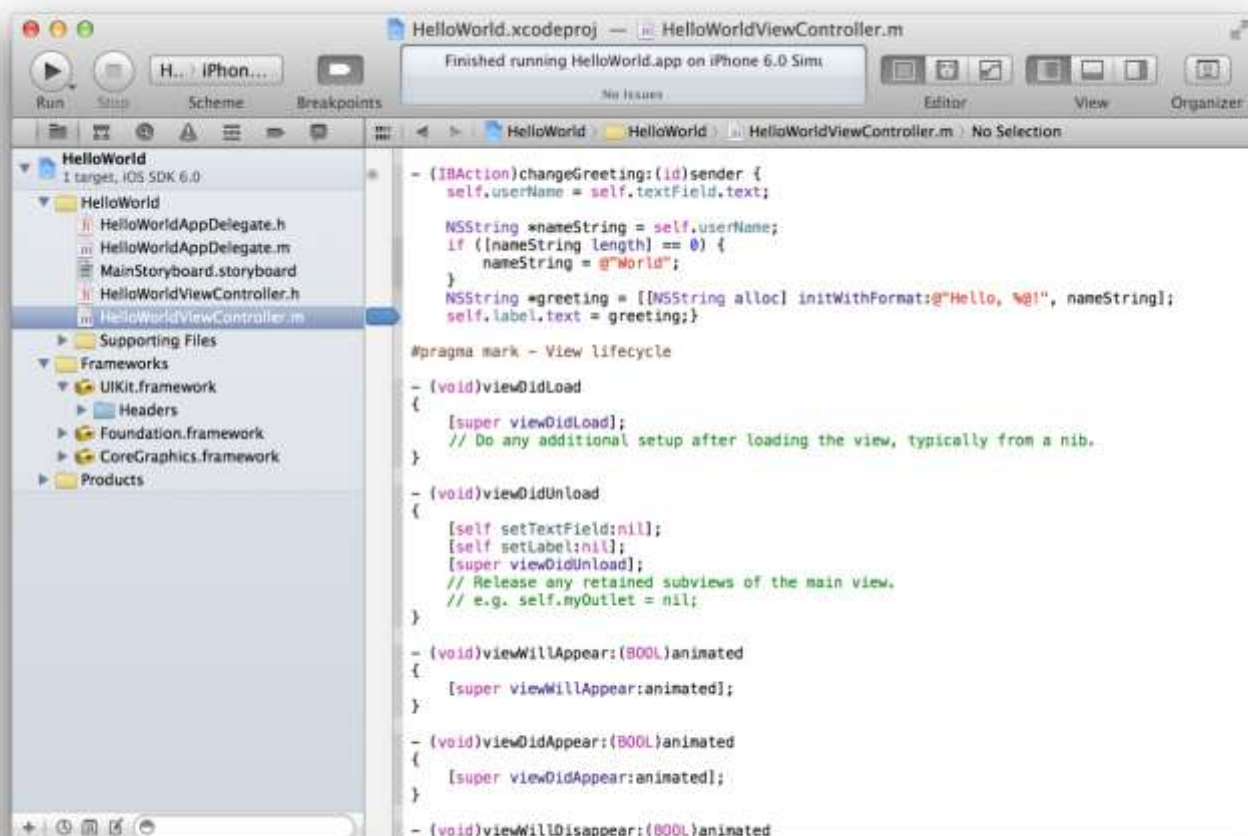 HelloWorld.xcodeproj — HelloWorldViewController.m
H.. iPhon...
Finished running HelloWorld.app on iPhone 6.0 Simu
No Issues
Run Stop Scheme Breakpoints Editor View Organizer
HelloWorld HelloWorld HelloWorldViewController.m No Selection
HelloWorld
1 target, iOS SDK 6.0
HelloWorld
HelloWorldAppDelegate.h
HelloWorldAppDelegate.m
MainStoryboard.storyboard
HelloWorldViewController.h
HelloWorldViewController.m
Supporting Files
Frameworks
UIKit.framework
Headers
Foundation.framework
CoreGraphics.framework
Products
- (IBAction)changeGreeting:(id)sender {
self.userName = self.textField.text;
NSString *nameString = self.userName;
if ([nameString length] == 0) {
nameString = @"World";
}
NSString *greeting = [[NSString alloc] initWithFormat:@"Hello, %@!", nameString];
self.label.text = greeting;}
#pragma mark - View lifecycle
- (void)viewDidLoad
{
[super viewDidLoad];
// Do any additional setup after loading the view, typically from a nib.
}
- (void)viewDidUnload
{
[self setTextField:nil];
[self setLabel:nil];
[super viewDidUnload];
// Release any retained subviews of the main view.
// e.g. self.myOutlet = nil;
}
- (void)viewWillAppear:(BOOL)animated
{
[super viewWillAppear:animated];
}
- (void)viewDidAppear:(BOOL)animated
{
[super viewDidAppear:animated];
}
- (void)viewWillDisappear:(BOOL)animated